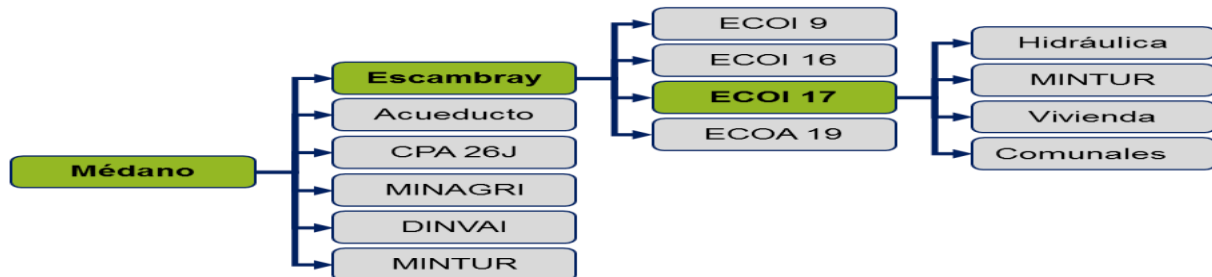 Médano
Escambray
Acueducto
CPA 26J
MINAGRI
DINVAI
MINTUR
ECOI 9
ECOI 16
ECOI 17
ECOA 19
Hidráulica
MINTUR
Vivienda
Comunales